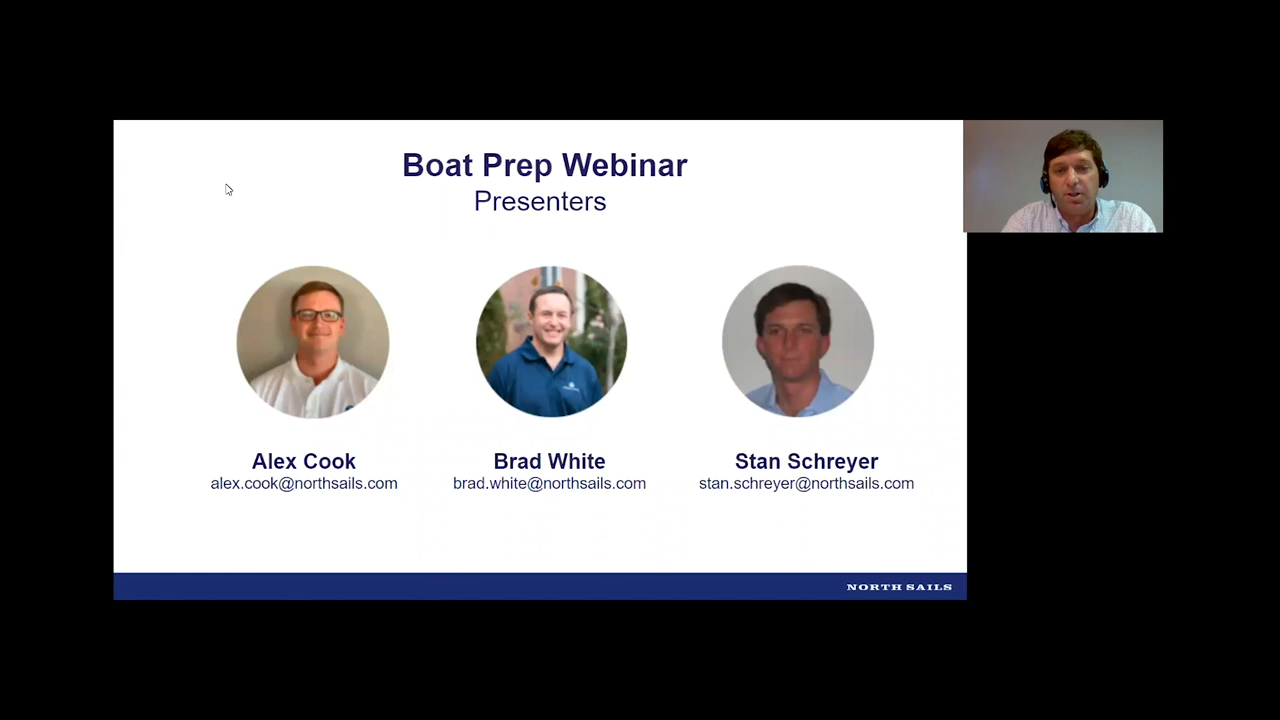 Boat Prep Webinar
Presenters
Alex Cook
alex.cook@northsails.com
Brad White
brad.white@northsails.com
Stan Schreyer
stan.schreyer@northsails.com
NORTH SAILS